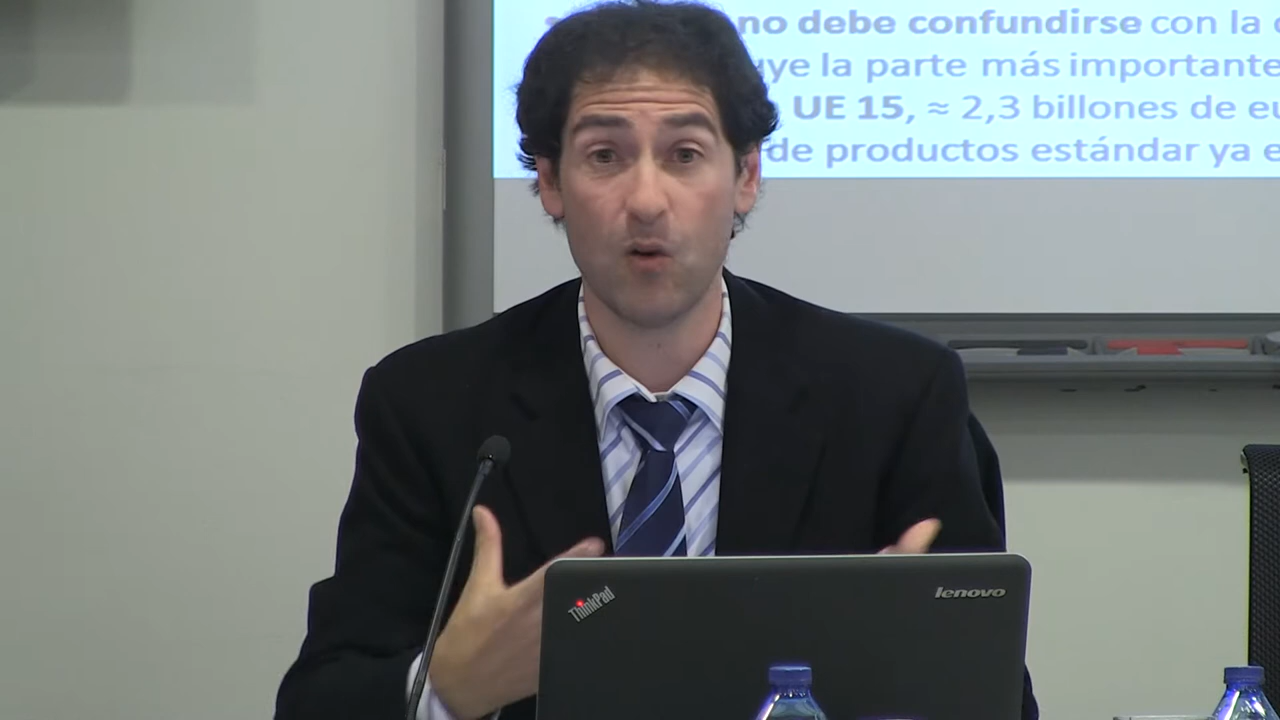 no debe confundirse con la
uye la parte más importante
UE 15, ≈ 2,3 billones de e
de productos estándar ya e
ThinkPad
lenovo